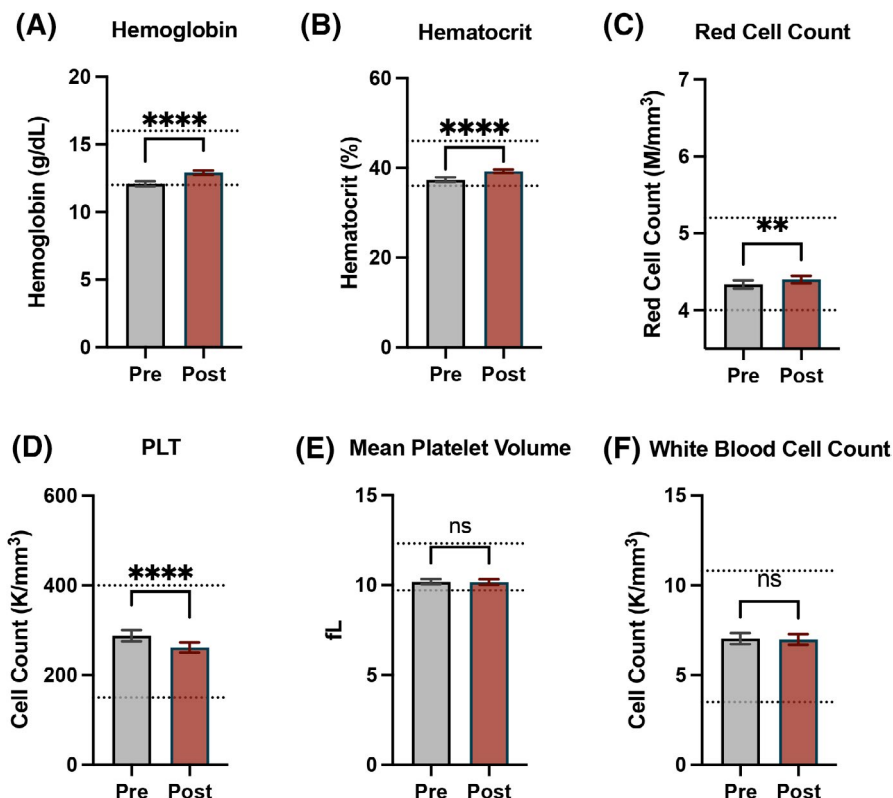 (A) Hemoglobin
Hemoglobin (g/dL)
20
15
10
5
0
****
Pre Post
(B) Hematocrit
Hematocrit (%)
60
40
20
0
****
Pre Post
(C) Red Cell Count
Red Cell Count (M/mm³)
7
6
5
4
**
Pre Post
(D) PLT
Cell Count (K/mm³)
600
400
200
0
****
Pre Post
(E) Mean Platelet Volume
fL
15
10
5
0
ns
Pre Post
(F) White Blood Cell Count
Cell Count (K/mm³)
15
10
5
0
ns
Pre Post